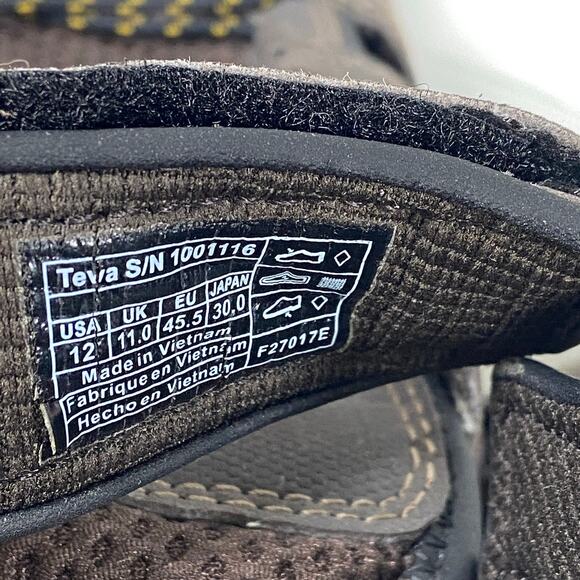 Teva S/N 1001116
USA UK EU JAPAN
12 11.0 45.5 30.0
Made in Vietnam
Fabrique en Vietnam
Hecho en Vietnam
F27017E